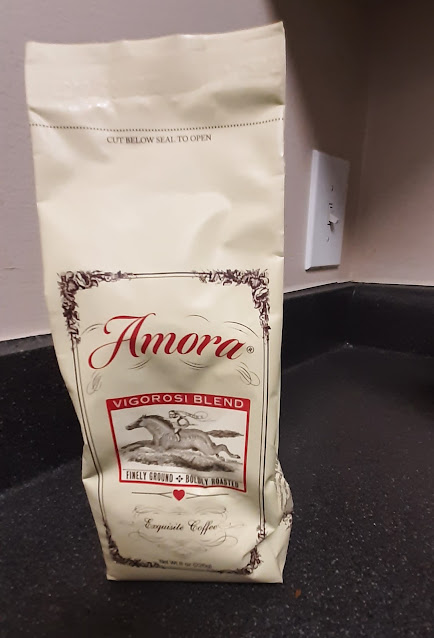 CUT BELOW SEAL TO OPEN
Amora®
VIGOROSI BLEND
FINELY GROUND ✣ BOLDLY ROASTED
Exquisite Coffee